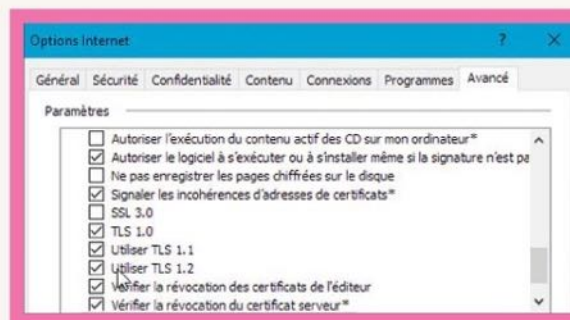 Options Internet ?
Général Sécurité Confidentialité Contenu Connexions Programmes Avancé
Paramètres
Autoriser l'exécution du contenu actif des CD sur mon ordinateur*
Autoriser le logiciel à s'exécuter ou à s'installer même si la signature n'est pa
Ne pas enregistrer les pages chiffrées sur le disque
Signaler les incohérences d'adresses de certificats*
SSL 3.0
TLS 1.0
Utiliser TLS 1.1
Utiliser TLS 1.2
Vérifier la révocation des certificats de l'éditeur
Vérifier la révocation du certificat serveur*